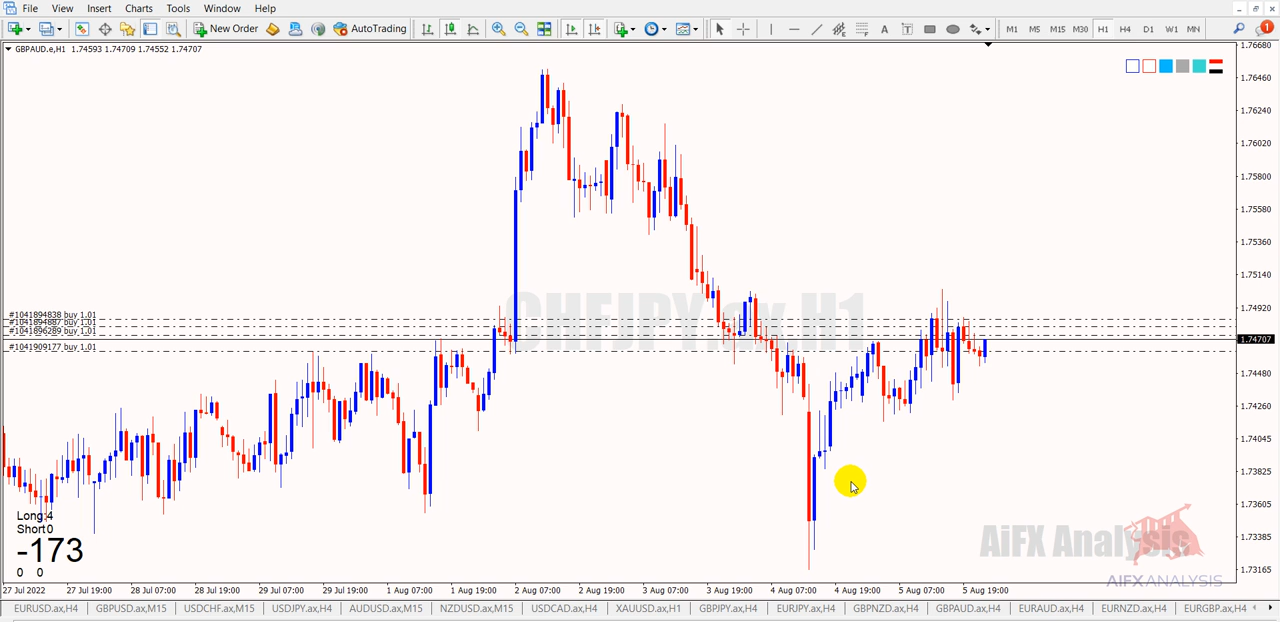 File View Insert Charts Tools Window Help
New Order AutoTrading A T M1 M5 M15 M30 H1 H4 D1 W1 MN 1
GBPAUD.e,H1 1.74593 1.74709 1.74552 1.74707
CHFJPY.ax,H1
#1041894838 buy 1.01
#1041894887 buy 1.01
#1041896289 buy 1.01
#1041909177 buy 1.01
1.76680
1.76460
1.76240
1.76020
1.75800
1.75580
1.75360
1.75140
1.74920
1.74707
1.74480
1.74260
1.74045
1.73825
1.73605
1.73385
1.73165
Long:4
Short0
-173
0 0
AiFX Analysis
AIFXANALYSIS
27 Jul 2022 27 Jul 19:00 28 Jul 07:00 28 Jul 19:00 29 Jul 07:00 29 Jul 19:00 1 Aug 07:00 1 Aug 19:00 2 Aug 07:00 2 Aug 19:00 3 Aug 07:00 3 Aug 19:00 4 Aug 07:00 4 Aug 19:00 5 Aug 07:00 5 Aug 19:00
EURUSD.ax,H4 GBPUSD.ax,M15 USDCHF.ax,M15 USDJPY.ax,H4 AUDUSD.ax,M15 NZDUSD.ax,M15 USDCAD.ax,H4 XAUUSD.ax,H1 GBPJPY.ax,H4 EURJPY.ax,H4 GBPNZD.ax,H4 GBPAUD.ax,H4 EURAUD.ax,H4 EURNZD.ax,H4 EURGBP.ax,H4